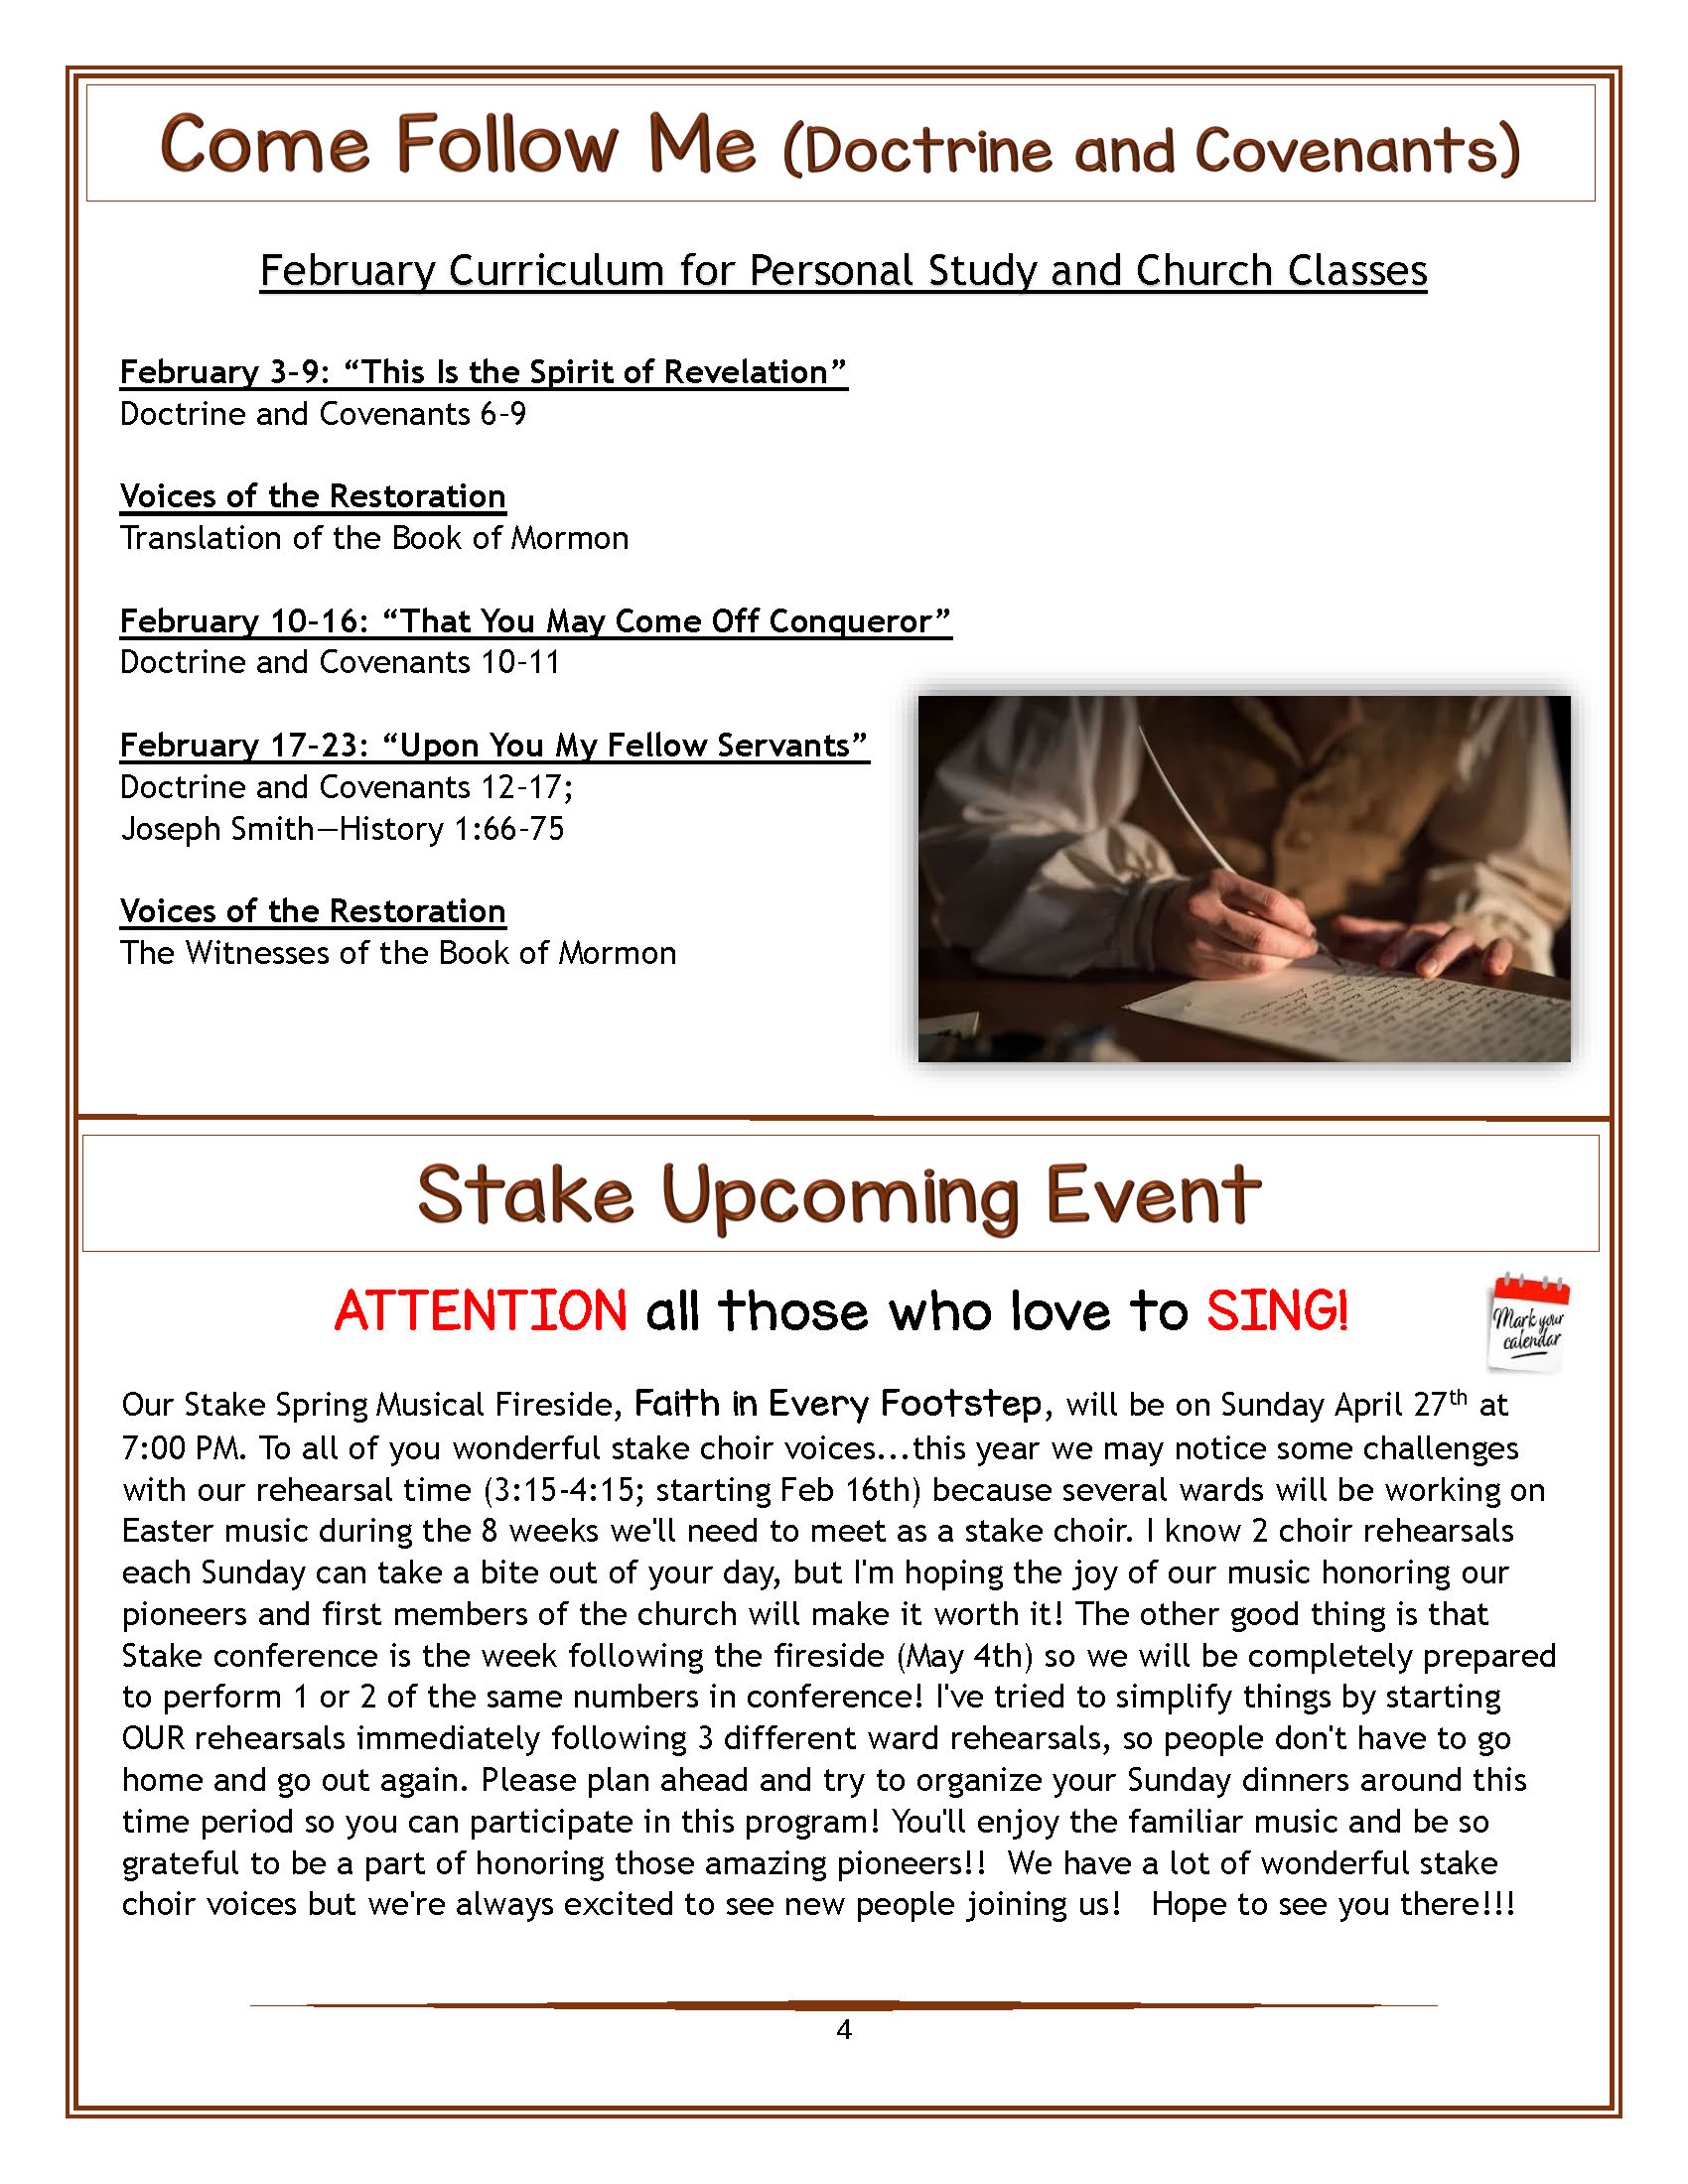 Come Follow Me (Doctrine and Covenants)
February Curriculum for Personal Study and Church Classes
February 3–9: “This Is the Spirit of Revelation”
Doctrine and Covenants 6–9
Voices of the Restoration
Translation of the Book of Mormon
February 10–16: “That You May Come Off Conqueror”
Doctrine and Covenants 10–11
February 17–23: “Upon You My Fellow Servants”
Doctrine and Covenants 12–17;
Joseph Smith—History 1:66–75
Voices of the Restoration
The Witnesses of the Book of Mormon
Stake Upcoming Event
ATTENTION all those who love to SING!
Mark your
calendar
Our Stake Spring Musical Fireside, Faith in Every Footstep, will be on Sunday April 27th at
7:00 PM. To all of you wonderful stake choir voices...this year we may notice some challenges
with our rehearsal time (3:15-4:15; starting Feb 16th) because several wards will be working on
Easter music during the 8 weeks we'll need to meet as a stake choir. I know 2 choir rehearsals
each Sunday can take a bite out of your day, but I'm hoping the joy of our music honoring our
pioneers and first members of the church will make it worth it! The other good thing is that
Stake conference is the week following the fireside (May 4th) so we will be completely prepared
to perform 1 or 2 of the same numbers in conference! I've tried to simplify things by starting
OUR rehearsals immediately following 3 different ward rehearsals, so people don't have to go
home and go out again. Please plan ahead and try to organize your Sunday dinners around this
time period so you can participate in this program! You'll enjoy the familiar music and be so
grateful to be a part of honoring those amazing pioneers!! We have a lot of wonderful stake
choir voices but we're always excited to see new people joining us! Hope to see you there!!!
4